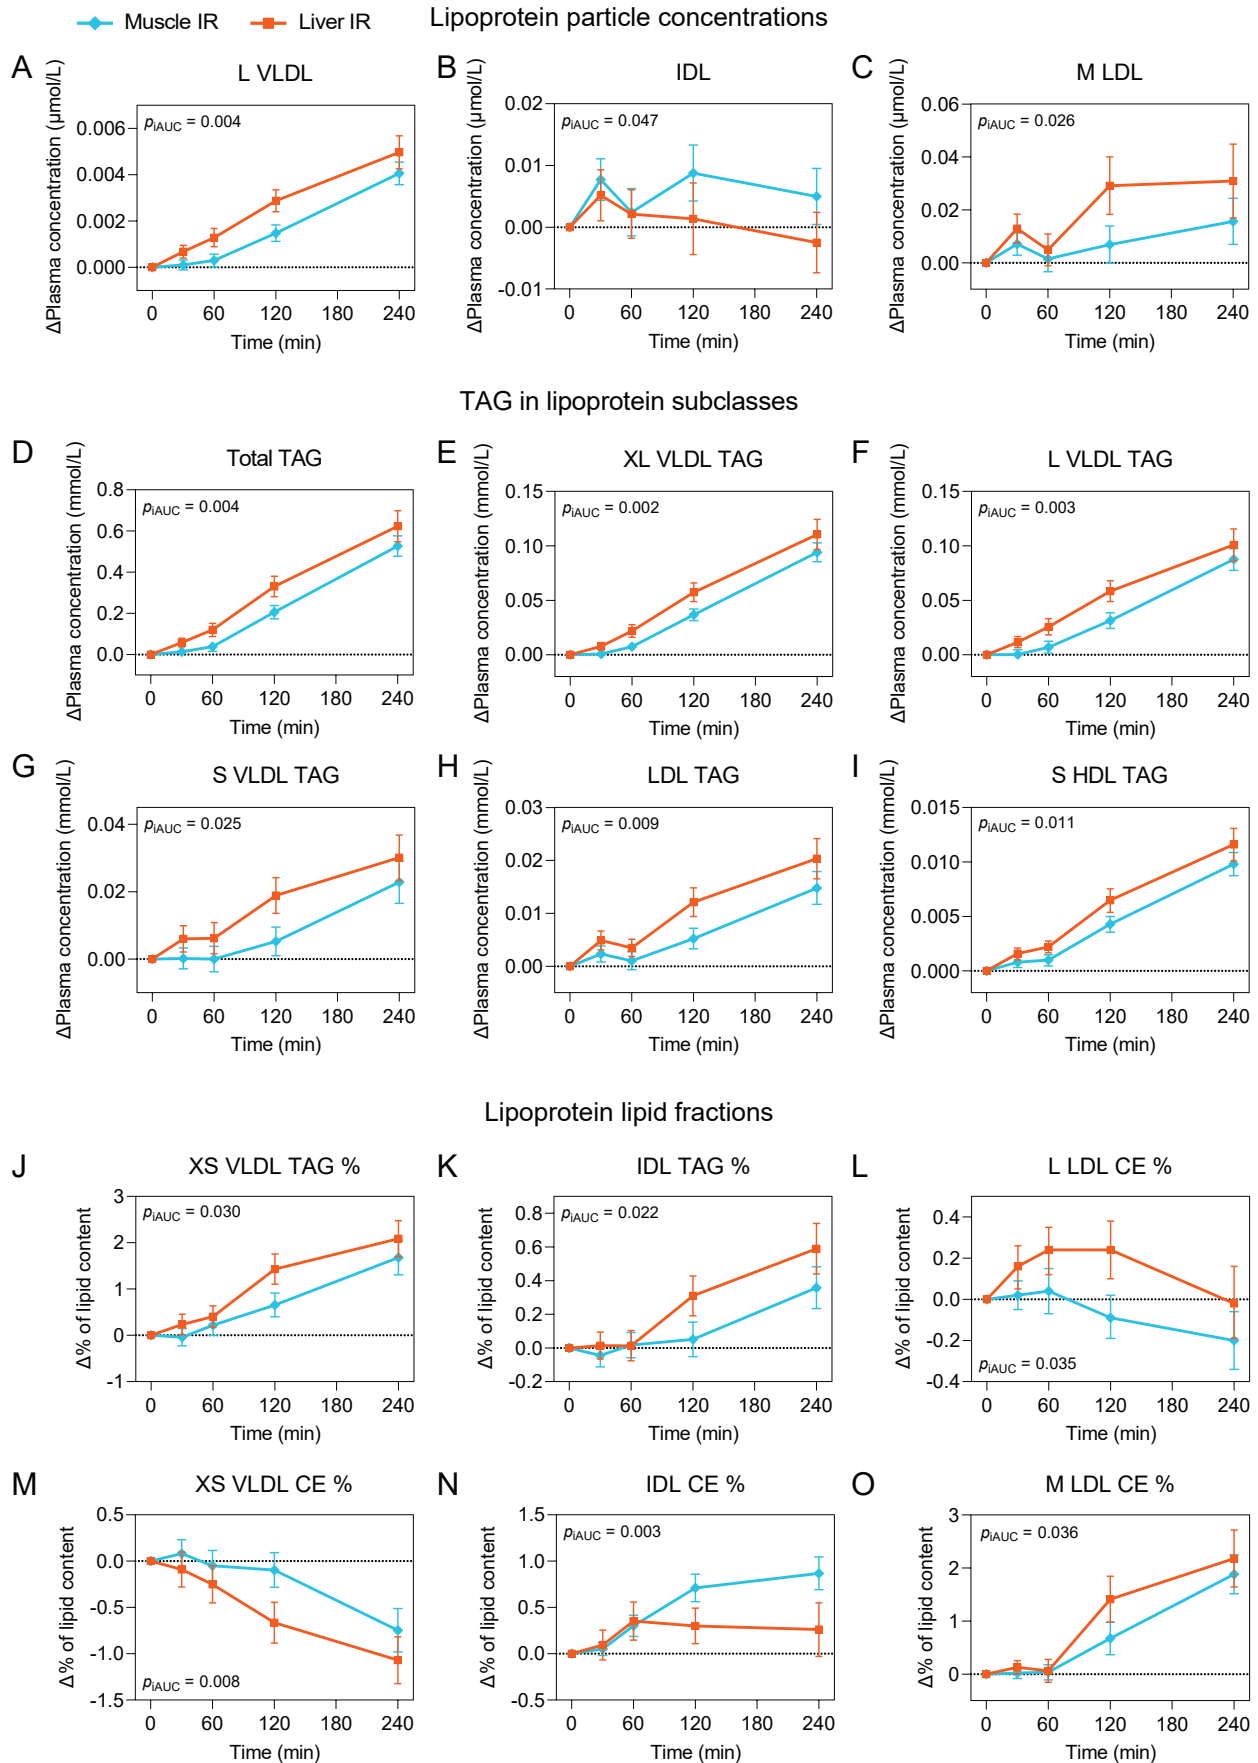 Muscle IR
Liver IR
Lipoprotein particle concentrations
A
L VLDL
ΔPlasma concentration (µmol/L)
0.006
0.004
0.002
0.000
piAUC = 0.004
0 60 120 180 240
Time (min)
B
IDL
ΔPlasma concentration (µmol/L)
0.02
0.01
0.00
-0.01
piAUC = 0.047
0 60 120 180 240
Time (min)
C
M LDL
ΔPlasma concentration (µmol/L)
0.06
0.04
0.02
0.00
piAUC = 0.026
0 60 120 180 240
Time (min)
TAG in lipoprotein subclasses
D
Total TAG
ΔPlasma concentration (mmol/L)
0.8
0.6
0.4
0.2
0.0
piAUC = 0.004
0 60 120 180 240
Time (min)
E
XL VLDL TAG
ΔPlasma concentration (mmol/L)
0.15
0.10
0.05
0.00
piAUC = 0.002
0 60 120 180 240
Time (min)
F
L VLDL TAG
ΔPlasma concentration (mmol/L)
0.15
0.10
0.05
0.00
piAUC = 0.003
0 60 120 180 240
Time (min)
G
S VLDL TAG
ΔPlasma concentration (mmol/L)
0.04
0.02
0.00
piAUC = 0.025
0 60 120 180 240
Time (min)
H
LDL TAG
ΔPlasma concentration (mmol/L)
0.03
0.02
0.01
0.00
piAUC = 0.009
0 60 120 180 240
Time (min)
I
S HDL TAG
ΔPlasma concentration (mmol/L)
0.015
0.010
0.005
0.000
piAUC = 0.011
0 60 120 180 240
Time (min)
Lipoprotein lipid fractions
J
XS VLDL TAG %
Δ% of lipid content
3
2
1
0
-1
piAUC = 0.030
0 60 120 180 240
Time (min)
K
IDL TAG %
Δ% of lipid content
0.8
0.6
0.4
0.2
0.0
-0.2
piAUC = 0.022
0 60 120 180 240
Time (min)
L
L LDL CE %
Δ% of lipid content
0.4
0.2
0.0
-0.2
-0.4
piAUC = 0.035
0 60 120 180 240
Time (min)
M
XS VLDL CE %
Δ% of lipid content
0.5
0.0
-0.5
-1.0
-1.5
piAUC = 0.008
0 60 120 180 240
Time (min)
N
IDL CE %
Δ% of lipid content
1.5
1.0
0.5
0.0
-0.5
piAUC = 0.003
0 60 120 180 240
Time (min)
O
M LDL CE %
Δ% of lipid content
3
2
1
0
piAUC = 0.036
0 60 120 180 240
Time (min)